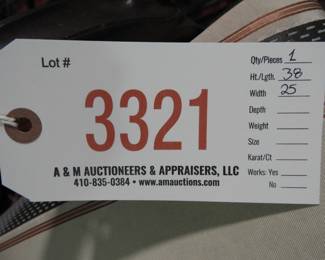 Lot #
3321
A & M AUCTIONEERS & APPRAISERS, LLC
410-835-0384 • www.amauctions.com
Qty/Pieces 1
Ht./Lgth. 38
Width 25
Depth
Weight
Size
Karat/Ct
Works: Yes
No